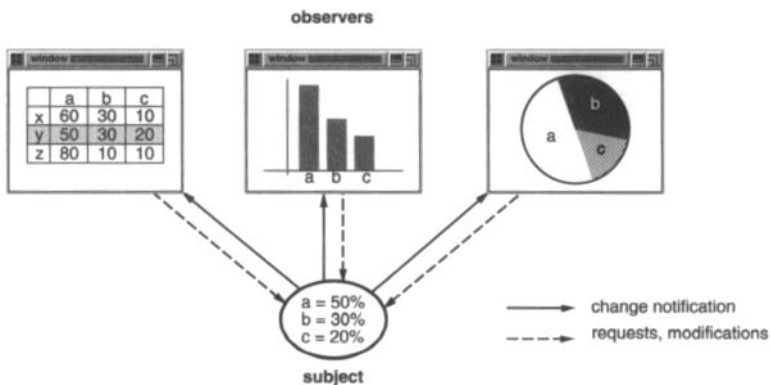 observers
window
window
window
a b c
x 60 30 10
y 50 30 20
z 80 10 10
a b c
a
b
c
a = 50%
b = 30%
c = 20%
subject
change notification
requests, modifications